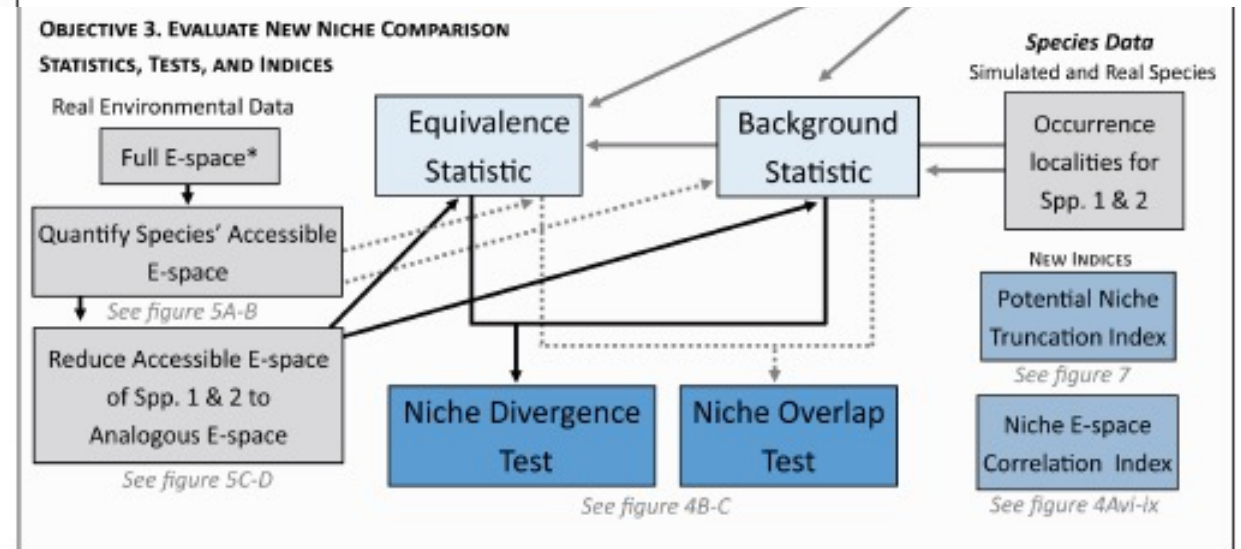 OBJECTIVE 3. EVALUATE NEW NICHE COMPARISON
STATISTICS, TESTS, AND INDICES
Real Environmental Data
Full E-space*
Quantify Species' Accessible
E-space
See figure 5A-B
Reduce Accessible E-space
of Spp. 1 & 2 to
Analogous E-space
See figure 5C-D
Equivalence
Statistic
Background
Statistic
Niche Divergence
Test
Niche Overlap
Test
See figure 4B-C
Species Data
Simulated and Real Species
Occurrence
localities for
Spp. 1 & 2
NEW INDICES
Potential Niche
Truncation Index
See figure 7
Niche E-space
Correlation Index
See figure 4Avi-ix